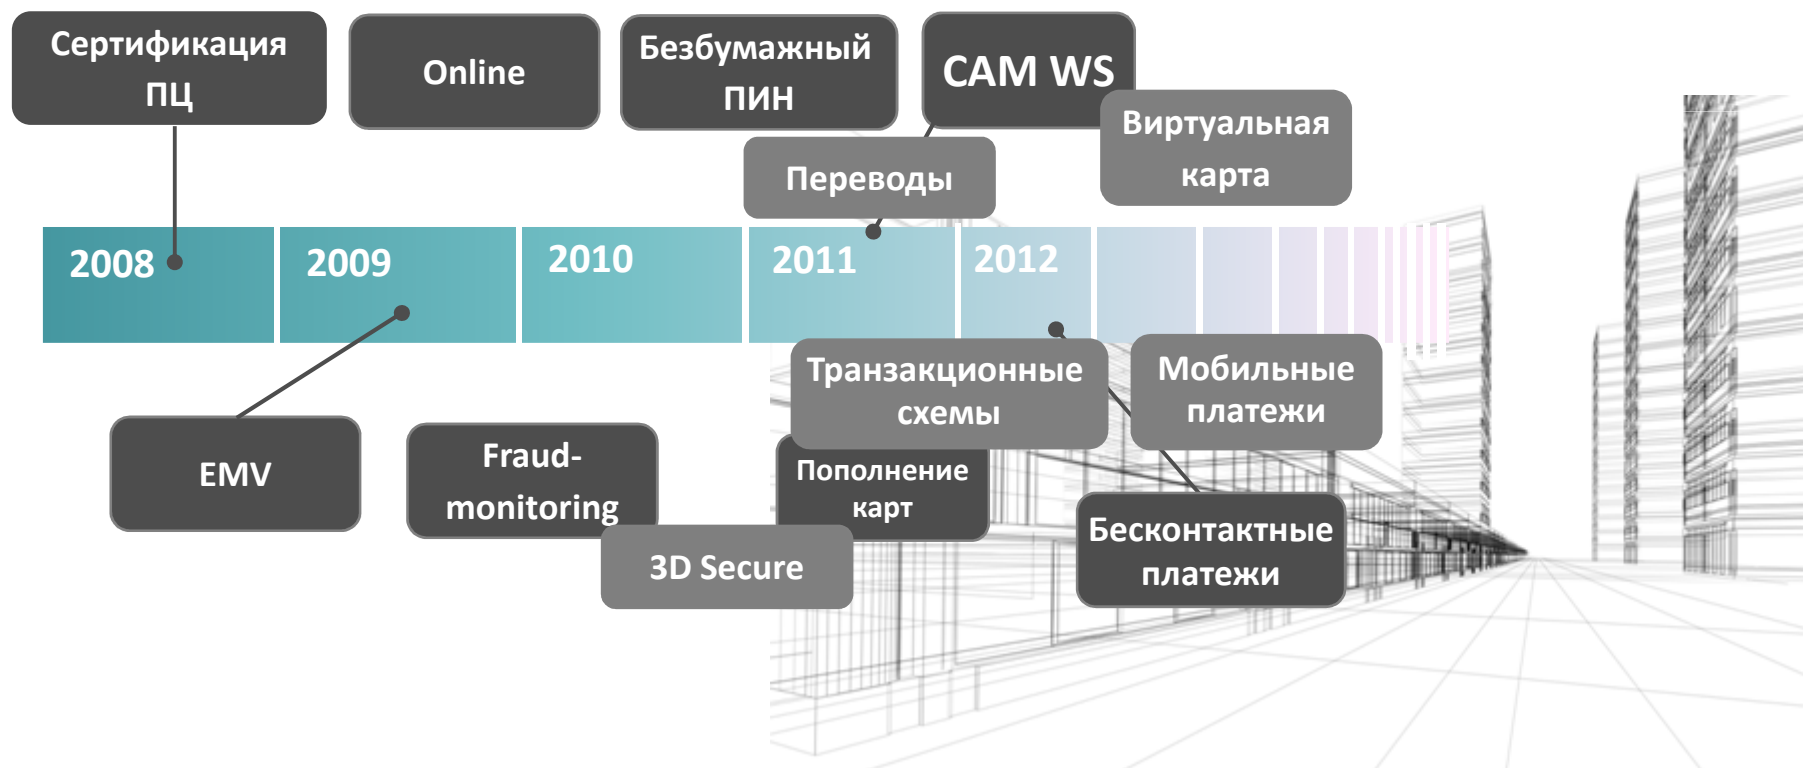 Сертификация
ПЦ
Online
Безбумажный
ПИН
CAM WS
Виртуальная
карта
Переводы
2008
2009
2010
2011
2012
Транзакционные
схемы
Мобильные
платежи
EMV
Fraud-
monitoring
Пополнение
карт
3D Secure
Бесконтактные
платежи